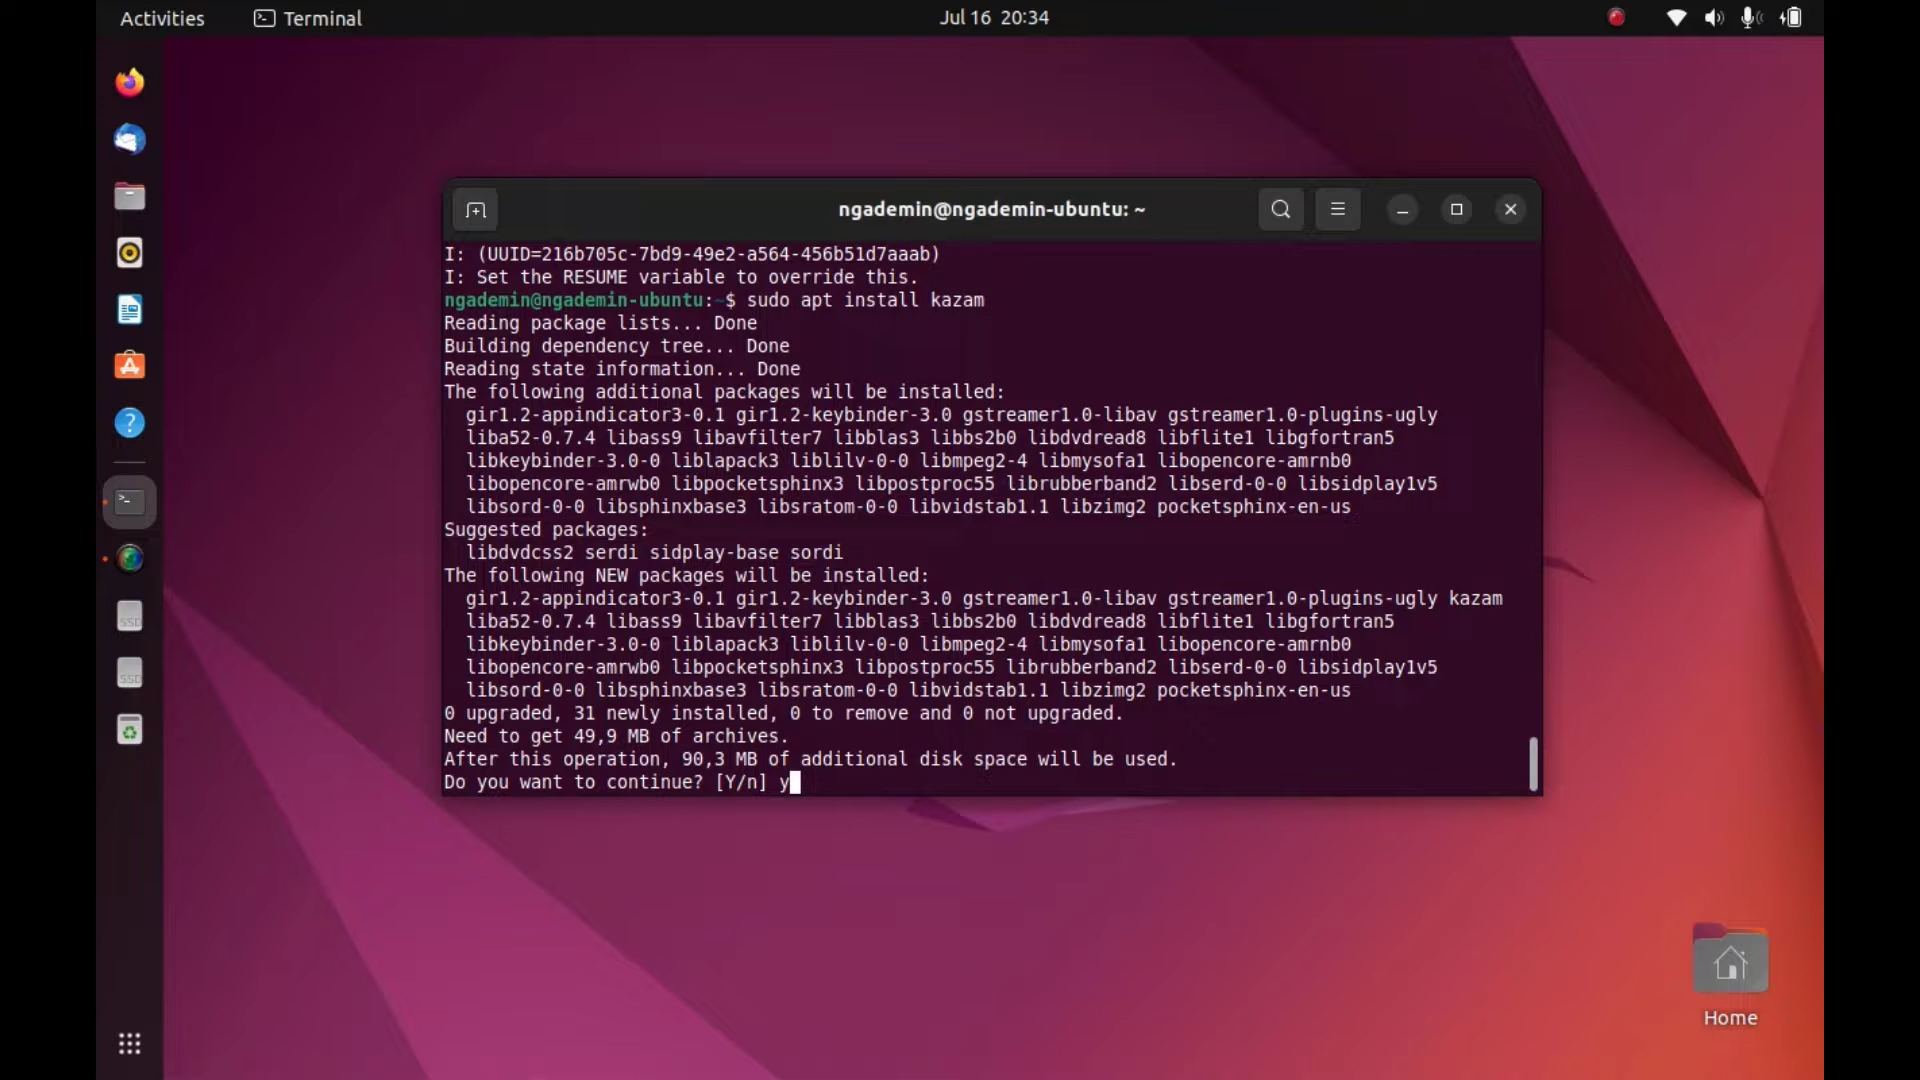 Activities
Terminal
Jul 16 20:34
ngademin@ngademin-ubuntu: ~
I: (UUID=216b705c-7bd9-49e2-a564-456b51d7aaab)
I: Set the RESUME variable to override this.
ngademin@ngademin-ubuntu:~$ sudo apt install kazam
Reading package lists... Done
Building dependency tree... Done
Reading state information... Done
The following additional packages will be installed:
gir1.2-appindicator3-0.1 gir1.2-keybinder-3.0 gstreamer1.0-libav gstreamer1.0-plugins-ugly
liba52-0.7.4 libass9 libavfilter7 libblas3 libbs2b0 libdvdread8 libflite1 libgfortran5
libkeybinder-3.0-0 liblapack3 liblilv-0-0 libmpeg2-4 libmysofa1 libopencore-amrnb0
libopencore-amrwb0 libpocketsphinx3 libpostproc55 librubberband2 libserd-0-0 libsidplay1v5
libsord-0-0 libsphinxbase3 libsratom-0-0 libvidstab1.1 libzimg2 pocketsphinx-en-us
Suggested packages:
libdvdcss2 serdi sidplay-base sordi
The following NEW packages will be installed:
gir1.2-appindicator3-0.1 gir1.2-keybinder-3.0 gstreamer1.0-libav gstreamer1.0-plugins-ugly kazam
liba52-0.7.4 libass9 libavfilter7 libblas3 libbs2b0 libdvdread8 libflite1 libgfortran5
libkeybinder-3.0-0 liblapack3 liblilv-0-0 libmpeg2-4 libmysofa1 libopencore-amrnb0
libopencore-amrwb0 libpocketsphinx3 libpostproc55 librubberband2 libserd-0-0 libsidplay1v5
libsord-0-0 libsphinxbase3 libsratom-0-0 libvidstab1.1 libzimg2 pocketsphinx-en-us
0 upgraded, 31 newly installed, 0 to remove and 0 not upgraded.
Need to get 49,9 MB of archives.
After this operation, 90,3 MB of additional disk space will be used.
Do you want to continue? [Y/n] y
SSD
SSD
Home